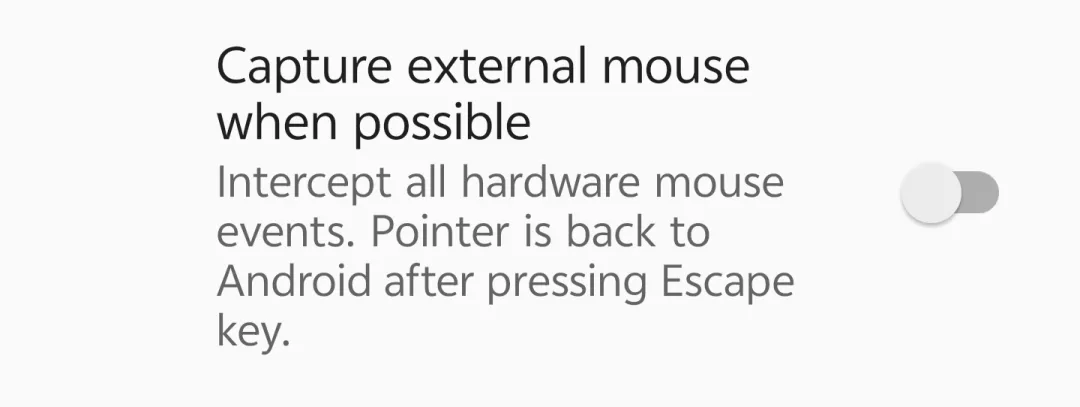 Capture external mouse
when possible
Intercept all hardware mouse
events. Pointer is back to
Android after pressing Escape
key.